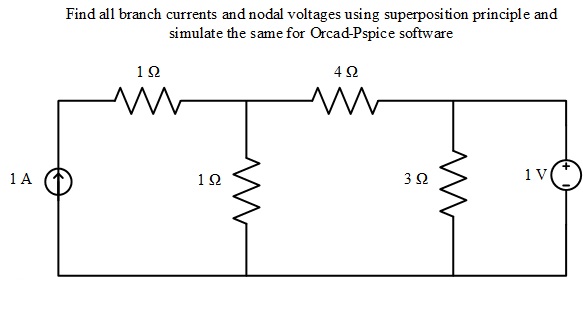 Find all branch currents and nodal voltages using superposition principle and
simulate the same for Orcad-Pspice software
1 Ω
4 Ω
1 A
1 Ω
3 Ω
1 V
+